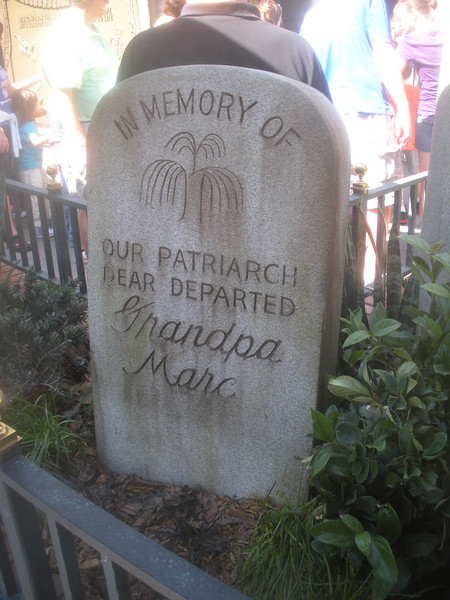 IN MEMORY OF
OUR PATRIARCH
DEAR DEPARTED
Grandpa
Marc